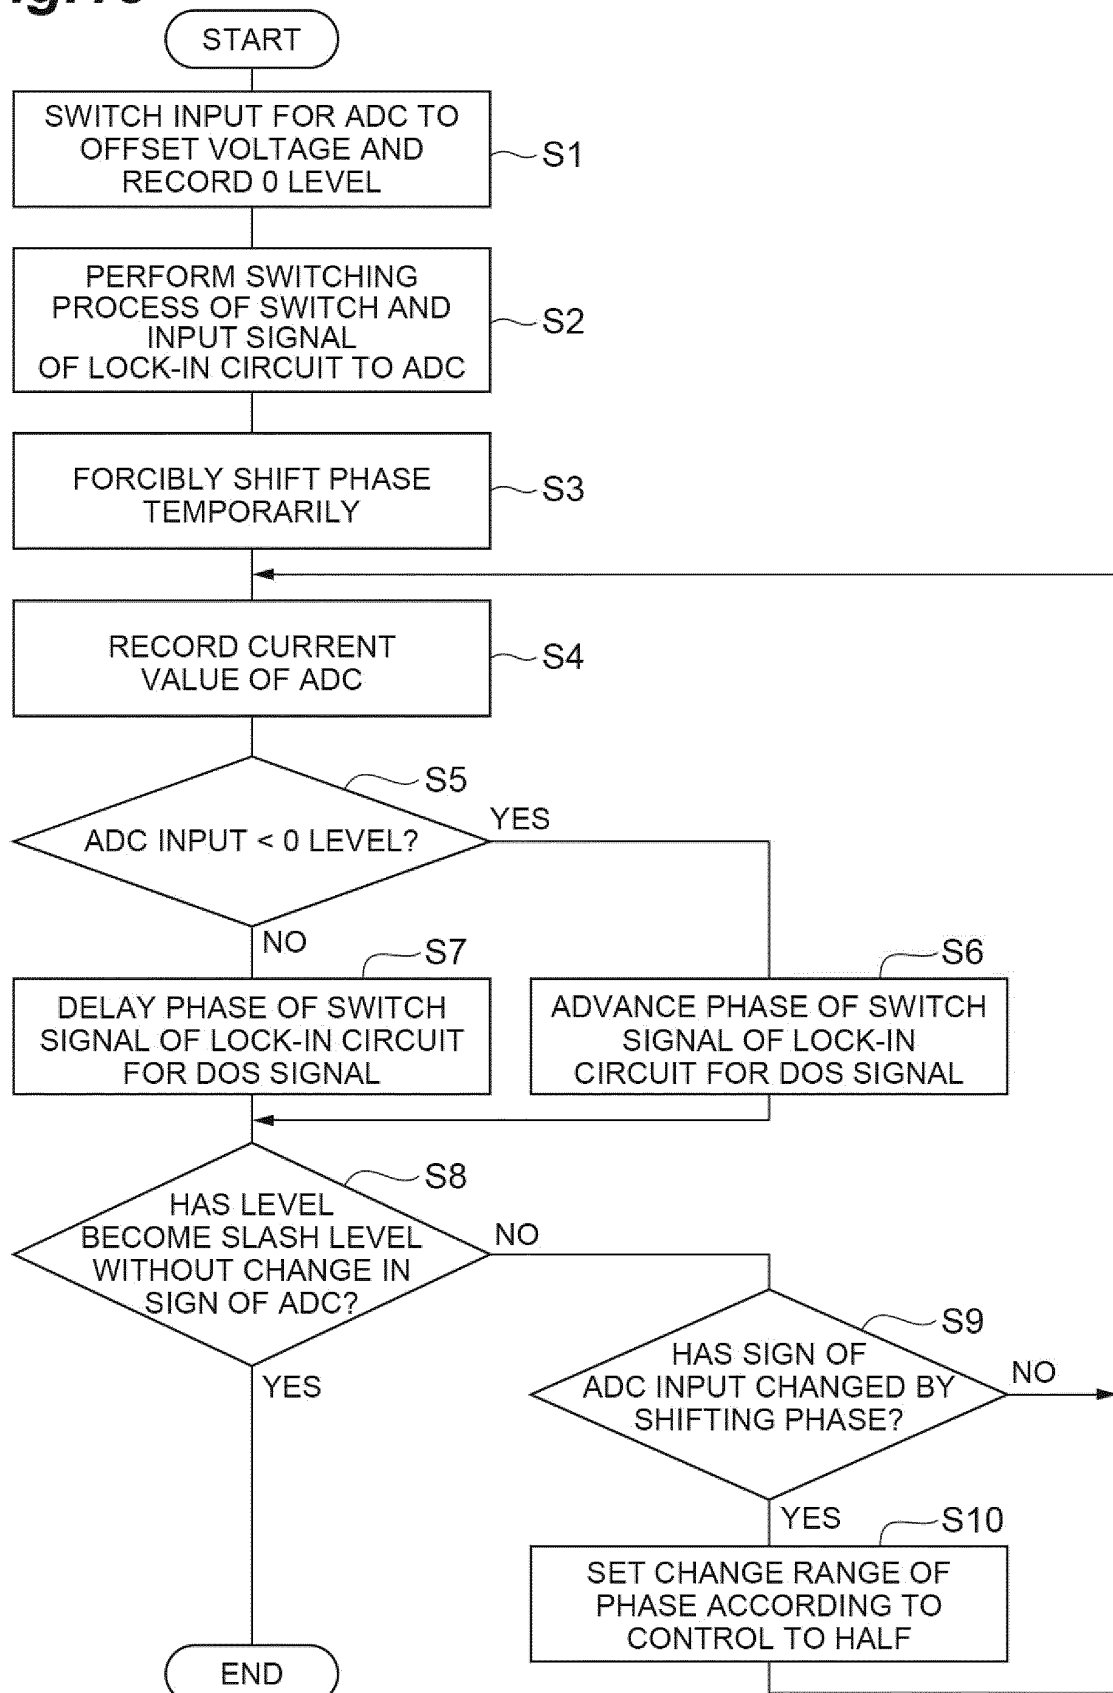 START
SWITCH INPUT FOR ADC TO
OFFSET VOLTAGE AND
RECORD 0 LEVEL
S1
PERFORM SWITCHING
PROCESS OF SWITCH AND
INPUT SIGNAL
OF LOCK-IN CIRCUIT TO ADC
S2
FORCIBLY SHIFT PHASE
TEMPORARILY
S3
RECORD CURRENT
VALUE OF ADC
S4
S5
ADC INPUT < 0 LEVEL?
YES
NO
S7
DELAY PHASE OF SWITCH
SIGNAL OF LOCK-IN CIRCUIT
FOR DOS SIGNAL
S6
ADVANCE PHASE OF SWITCH
SIGNAL OF LOCK-IN
CIRCUIT FOR DOS SIGNAL
S8
HAS LEVEL
BECOME SLASH LEVEL
WITHOUT CHANGE IN
SIGN OF ADC?
NO
YES
S9
HAS SIGN OF
ADC INPUT CHANGED BY
SHIFTING PHASE?
NO
YES
S10
SET CHANGE RANGE OF
PHASE ACCORDING TO
CONTROL TO HALF
END